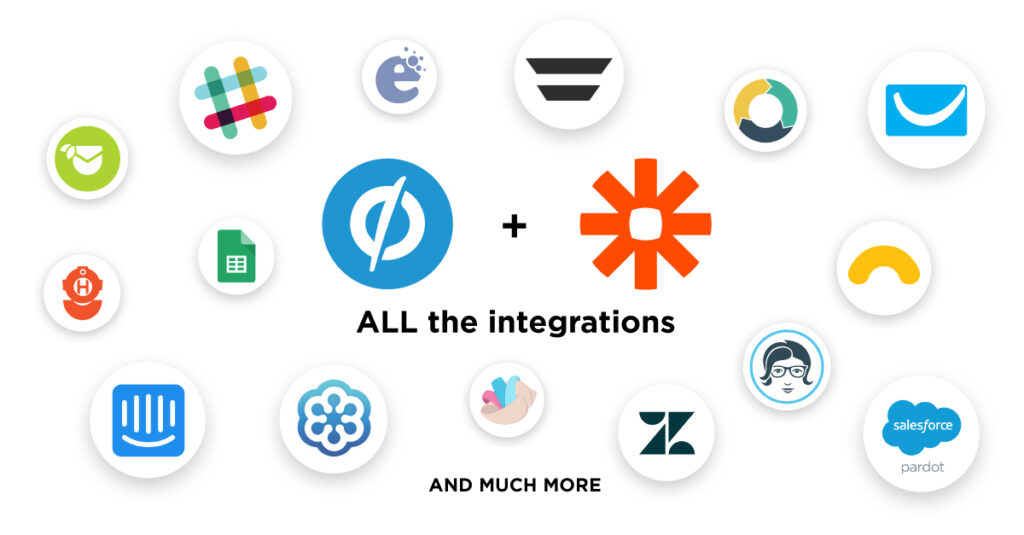 +
ALL the integrations
H
salesforce
pardot
AND MUCH MORE